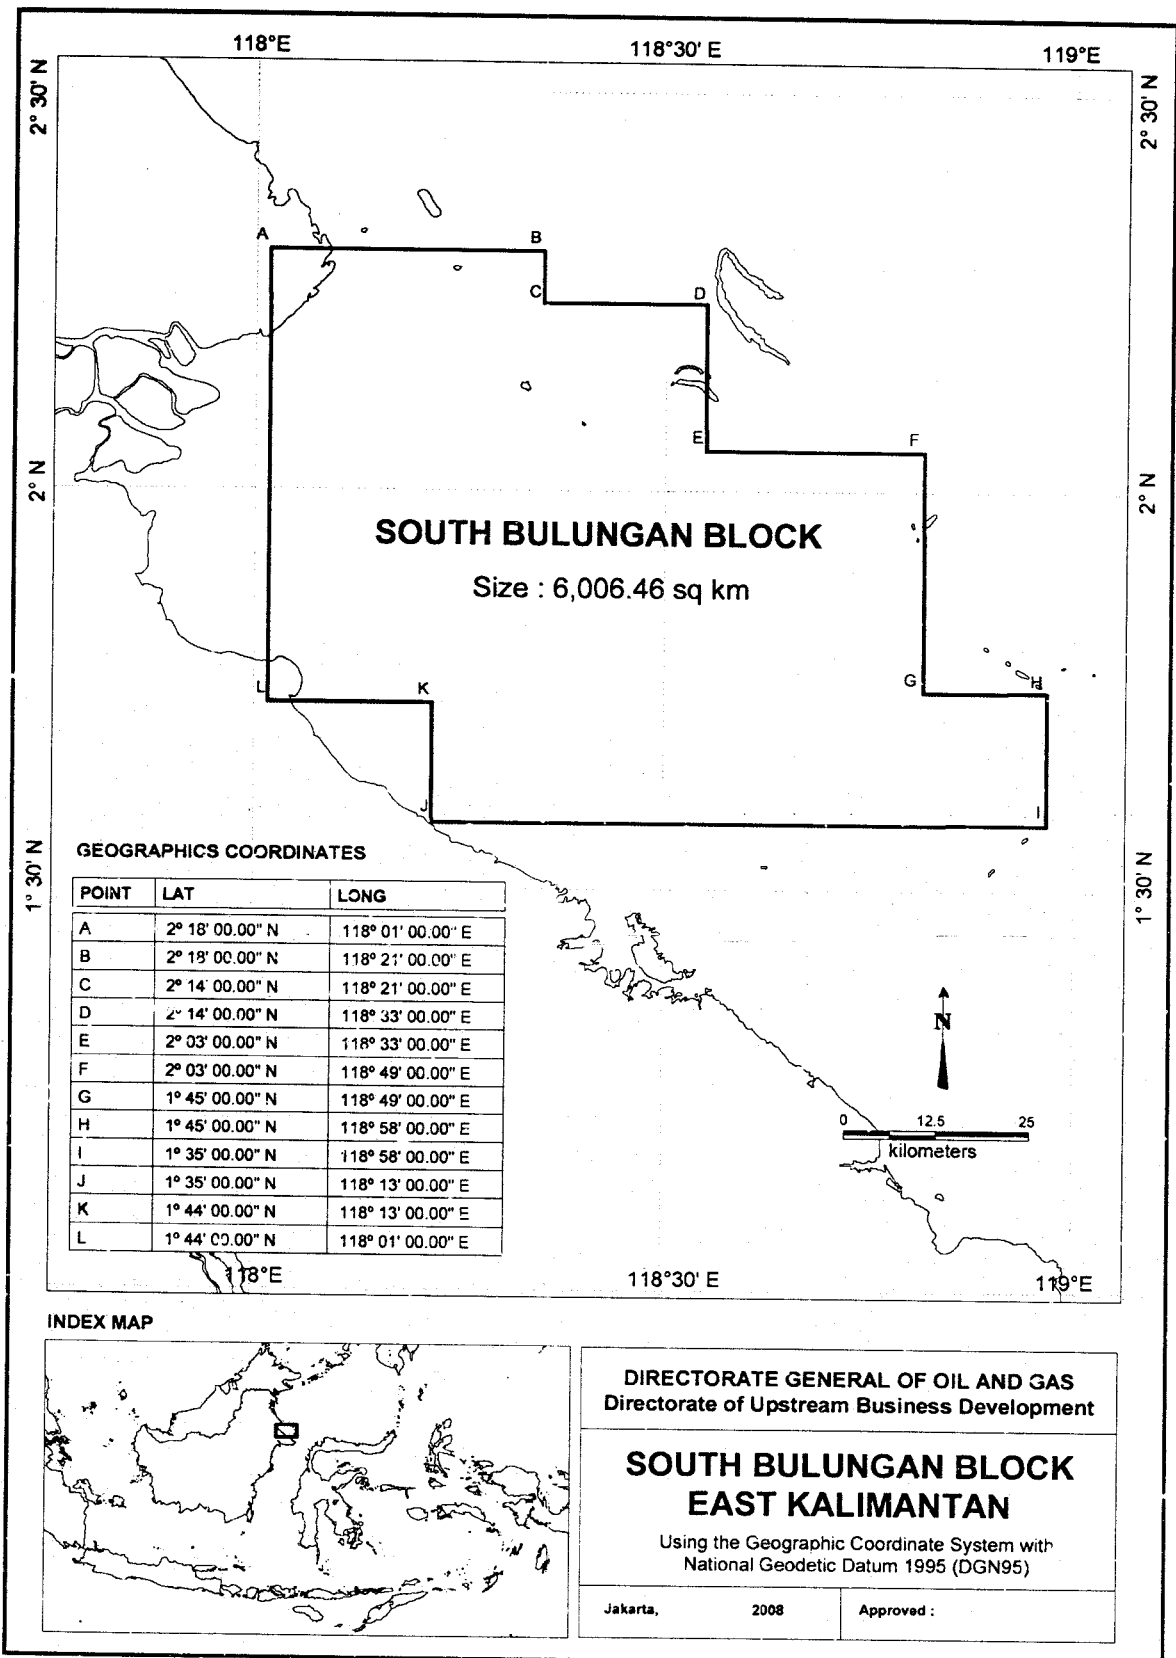 118°E 118°30' E 119°E
2° 30' N 2° 30' N
A B
C D
E F
2° N 2° N
SOUTH BULUNGAN BLOCK
Size : 6,006.46 sq km
L K G H
J I
1° 30' N 1° 30' N
GEOGRAPHICS COORDINATES
POINT LAT LONG
A 2° 18' 00.00" N 118° 01' 00.00" E
B 2° 18' 00.00" N 118° 21' 00.00" E
C 2° 14' 00.00" N 118° 21' 00.00" E
D 2° 14' 00.00" N 118° 33' 00.00" E
E 2° 03' 00.00" N 118° 33' 00.00" E
F 2° 03' 00.00" N 118° 49' 00.00" E
G 1° 45' 00.00" N 118° 49' 00.00" E
H 1° 45' 00.00" N 118° 58' 00.00" E
I 1° 35' 00.00" N 118° 58' 00.00" E
J 1° 35' 00.00" N 118° 13' 00.00" E
K 1° 44' 00.00" N 118° 13' 00.00" E
L 1° 44' 00.00" N 118° 01' 00.00" E
N
0 12.5 25
kilometers
118°E 118°30' E 119°E
INDEX MAP
DIRECTORATE GENERAL OF OIL AND GAS
Directorate of Upstream Business Development
SOUTH BULUNGAN BLOCK
EAST KALIMANTAN
Using the Geographic Coordinate System with
National Geodetic Datum 1995 (DGN95)
Jakarta, 2008 Approved :